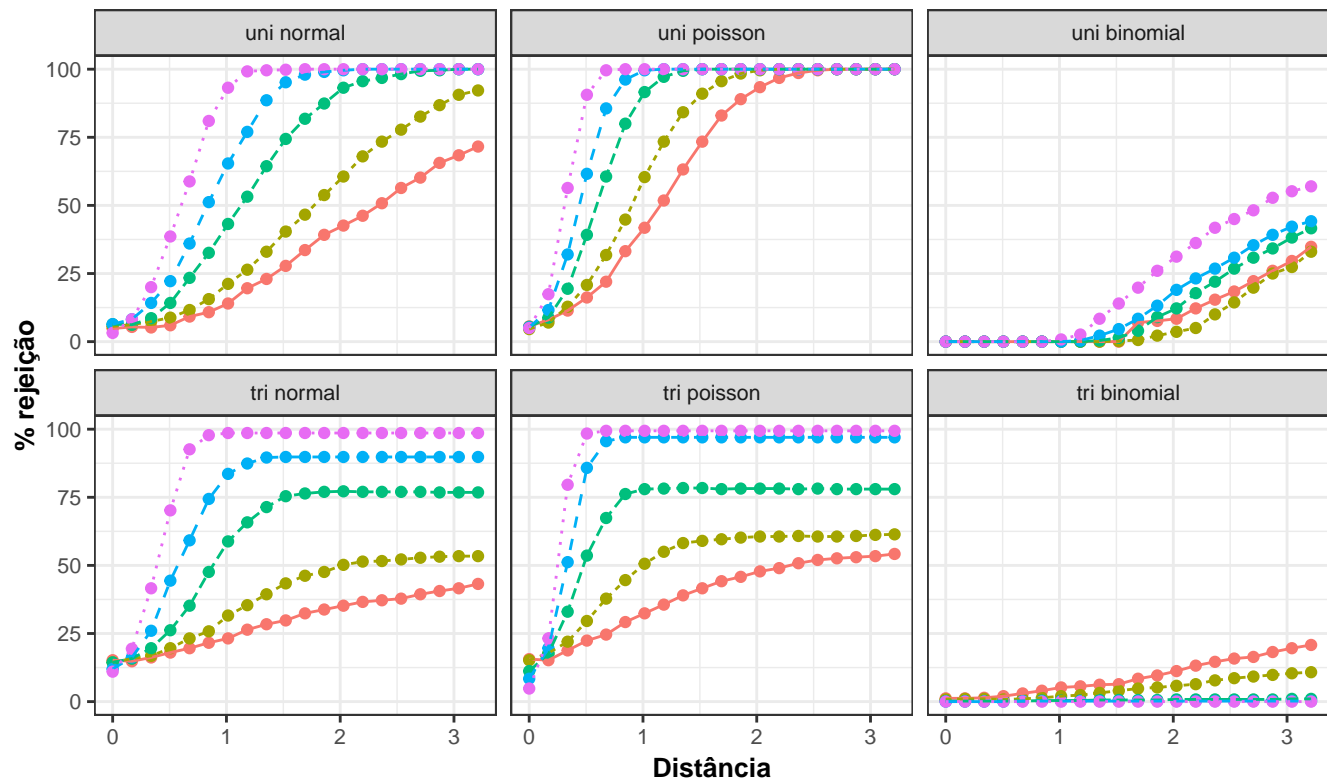 uni normal
uni poisson
uni binomial
100
75
50
25
0
tri normal
tri poisson
tri binomial
100
75
50
25
0
0 1 2 3
0 1 2 3
0 1 2 3
% rejeição
Distância